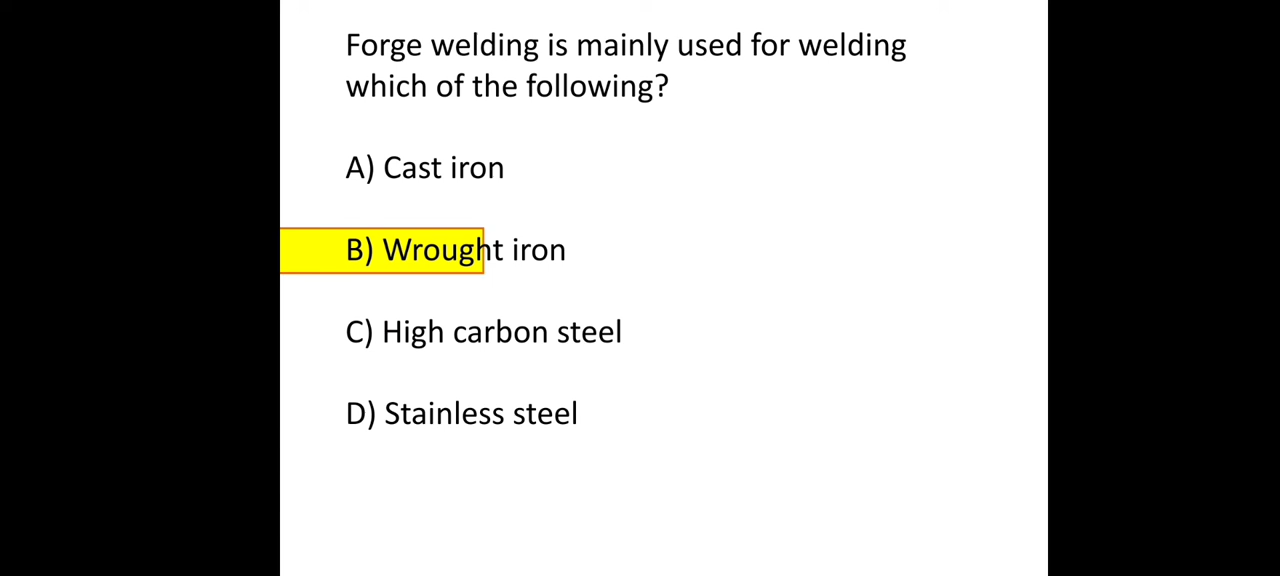 Forge welding is mainly used for welding
which of the following?
A) Cast iron
B) Wrought iron
C) High carbon steel
D) Stainless steel